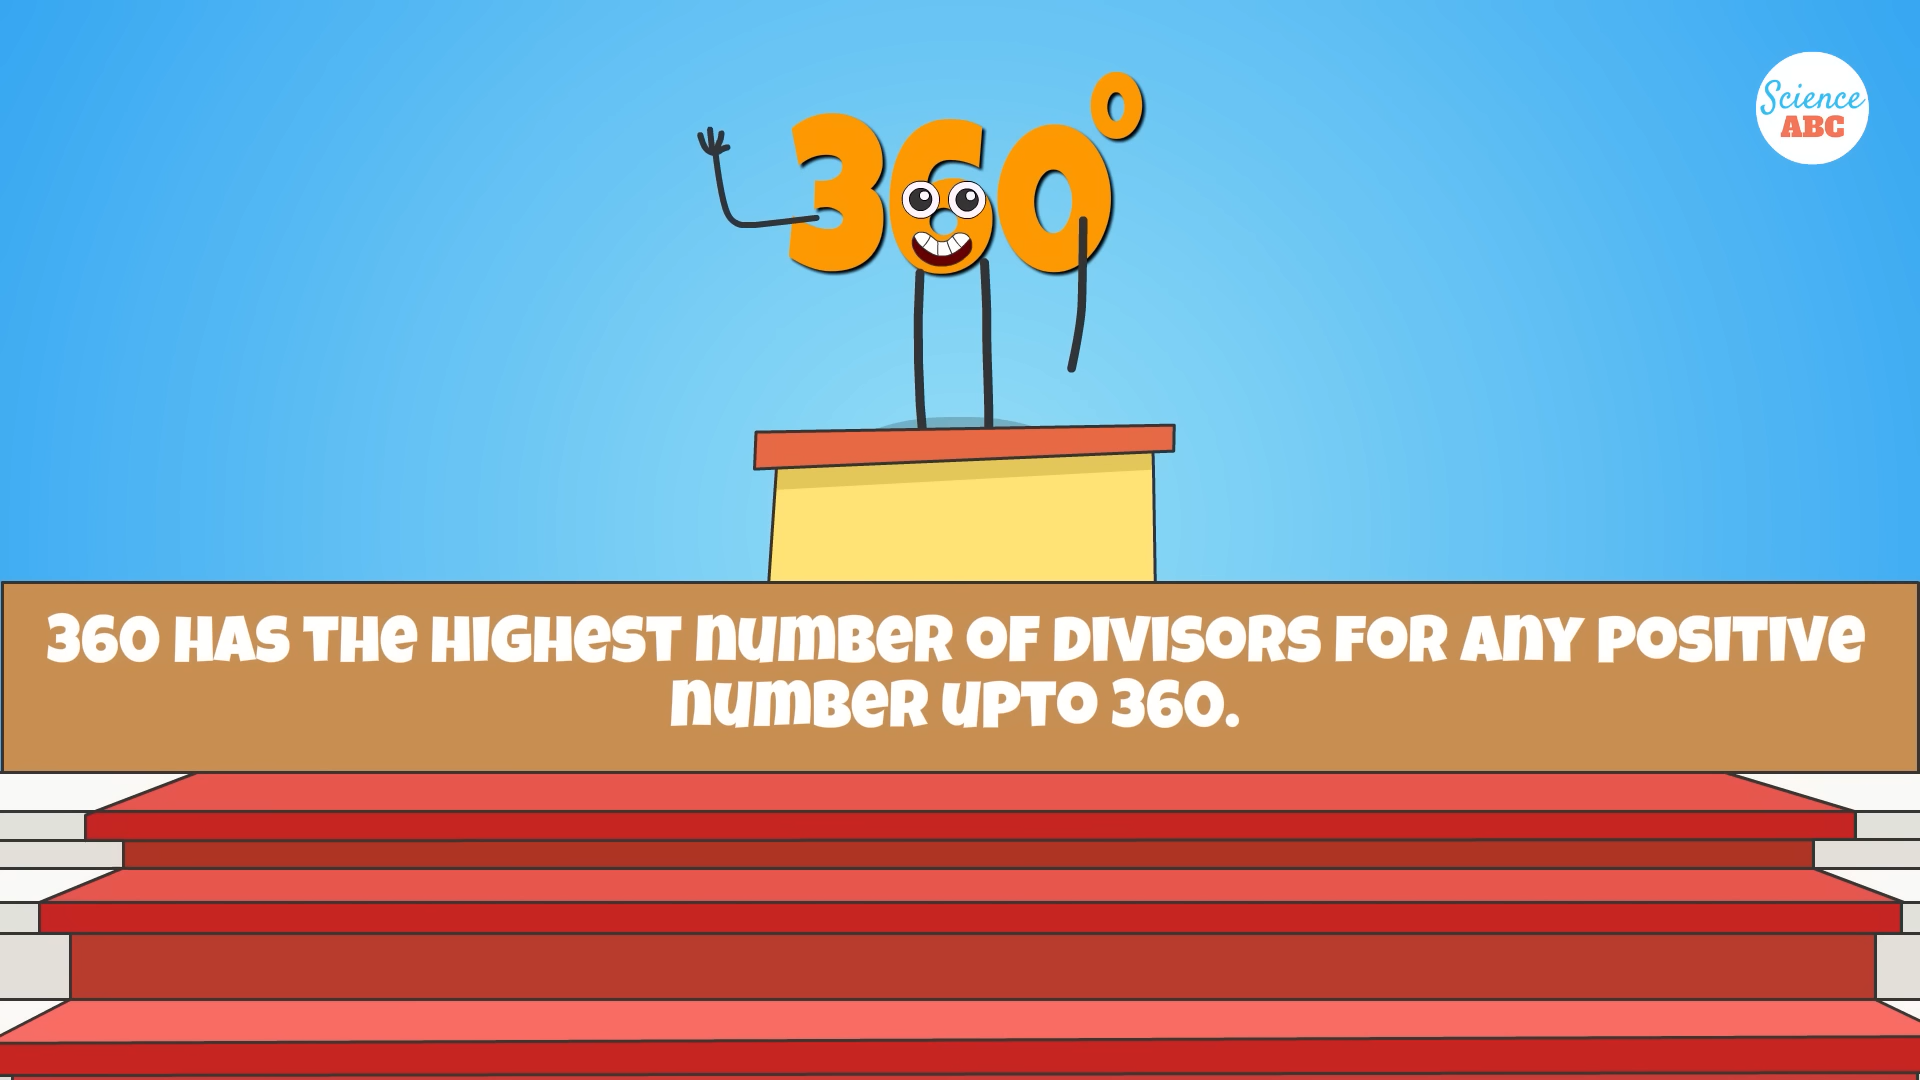 360°
Science
ABC
360 HAS THE HIGHEST NUMBER OF DIVISORS FOR ANY POSITIVE
NUMBER UPTO 360.